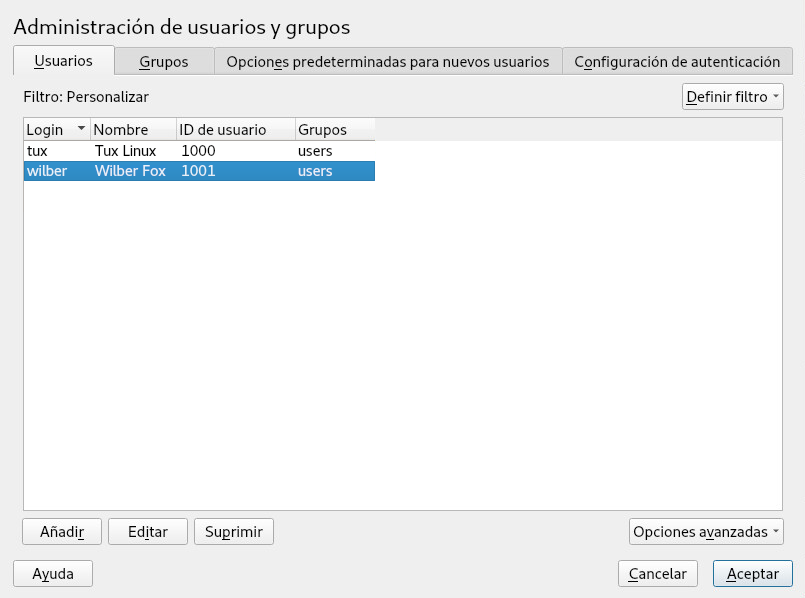 Administración de usuarios y grupos
Usuarios Grupos Opciones predeterminadas para nuevos usuarios Configuración de autenticación
Filtro: Personalizar Definir filtro
Login Nombre ID de usuario Grupos
tux Tux Linux 1000 users
wilber Wilber Fox 1001 users
Añadir Editar Suprimir Opciones avanzadas
Ayuda Cancelar Aceptar